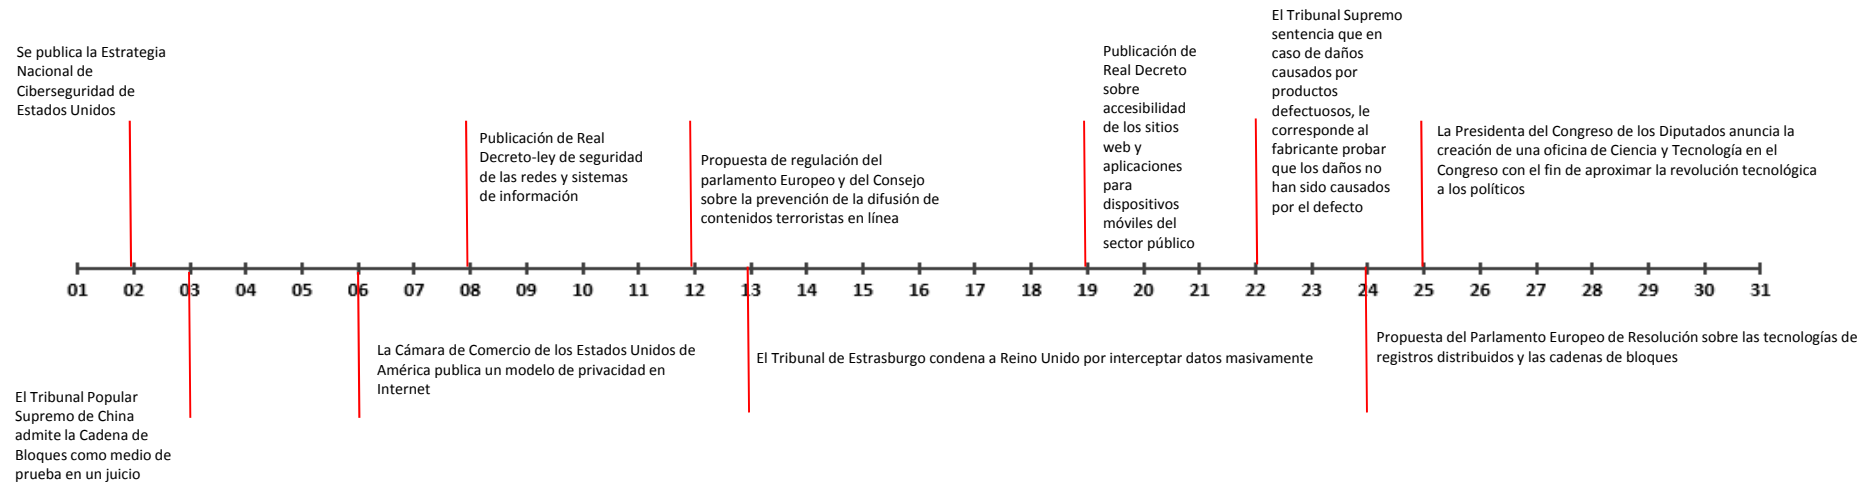 Se publica la Estrategia
Nacional de
Ciberseguridad de
Estados Unidos
Publicación de Real
Decreto-ley de seguridad
de las redes y sistemas
de información
Propuesta de regulación del
parlamento Europeo y del Consejo
sobre la prevención de la difusión de
contenidos terroristas en línea
Publicación de
Real Decreto
sobre
accesibilidad
de los sitios
web y
aplicaciones
para
dispositivos
móviles del
sector público
El Tribunal Supremo
sentencia que en
caso de daños
causados por
productos
defectuosos, le
corresponde al
fabricante probar
que los daños no
han sido causados
por el defecto
La Presidenta del Congreso de los Diputados anuncia la
creación de una oficina de Ciencia y Tecnología en el
Congreso con el fin de aproximar la revolución tecnológica
a los políticos
01 02 03 04 05 06 07 08 09 10 11 12 13 14 15 16 17 18 19 20 21 22 23 24 25 26 27 28 29 30 31
El Tribunal Popular
Supremo de China
admite la Cadena de
Bloques como medio de
prueba en un juicio
La Cámara de Comercio de los Estados Unidos de
América publica un modelo de privacidad en
Internet
El Tribunal de Estrasburgo condena a Reino Unido por interceptar datos masivamente
Propuesta del Parlamento Europeo de Resolución sobre las tecnologías de
registros distribuidos y las cadenas de bloques